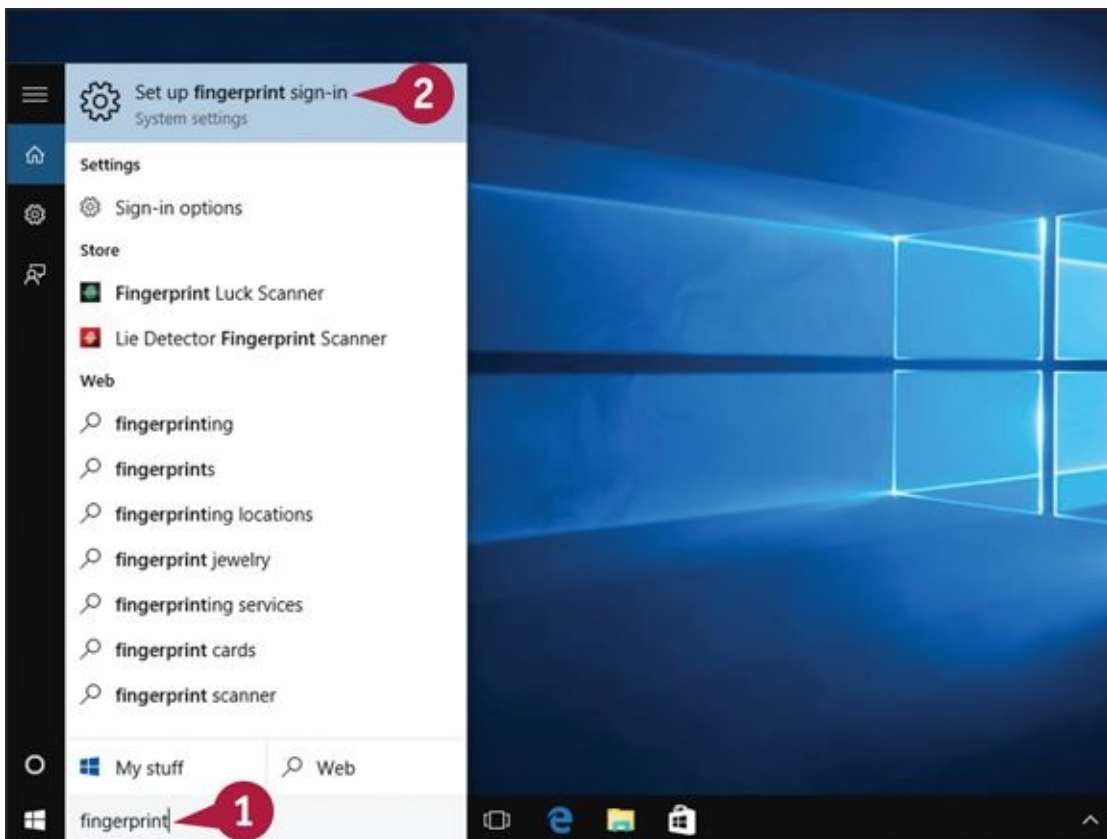 Set up fingerprint sign-in
2
System settings
Settings
Sign-in options
Store
Fingerprint Luck Scanner
Lie Detector Fingerprint Scanner
Web
fingerprinting
fingerprints
fingerprinting locations
fingerprint jewelry
fingerprinting services
fingerprint cards
fingerprint scanner
My stuff
Web
fingerprint
1